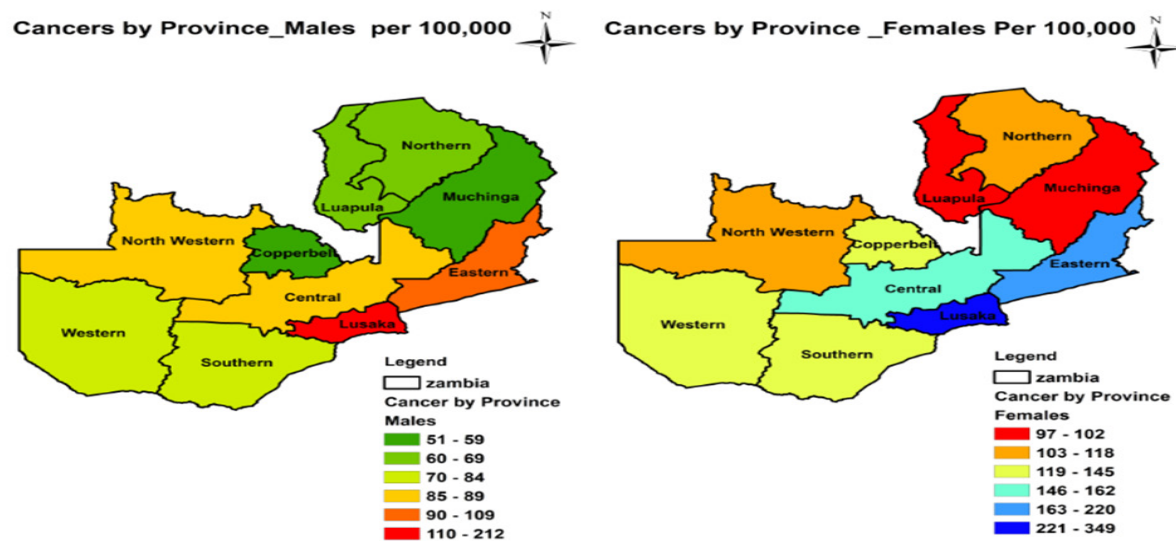 Cancers by Province_Males per 100,000
N
Northern
Muchinga
Luapula
North Western
Copperbelt
Eastern
Central
Lusaka
Western
Southern
Legend
zambia
Cancer by Province
Males
51 - 59
60 - 69
70 - 84
85 - 89
90 - 109
110 - 212
Cancers by Province _Females Per 100,000
N
Northern
Muchinga
Luapula
North Western
Copperbelt
Eastern
Central
Lusaka
Western
Southern
Legend
zambia
Cancer by Province
Females
97 - 102
103 - 118
119 - 145
146 - 162
163 - 220
221 - 349